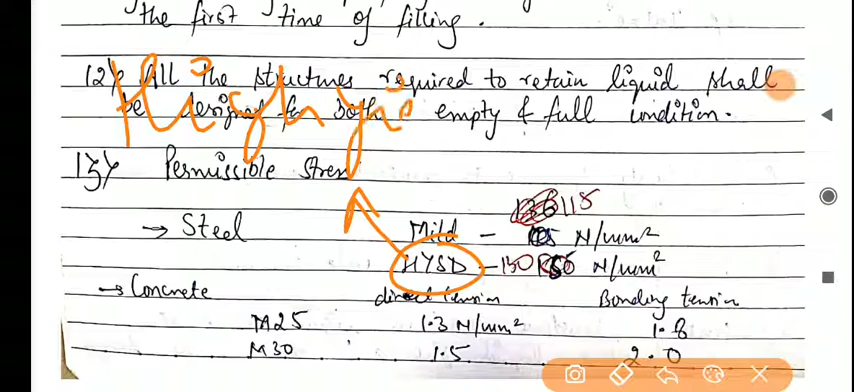 the first time of filling.
12) All the structures required to retain liquid shall
be designed for both empty & full condition.
13) Permissible Stress
→ Steel Mild - 115 N/mm²
HYSD - 130 N/mm²
→ Concrete direct tension Bending tension
M25 1.3 N/mm² 1.8
M30 1.5 2.0